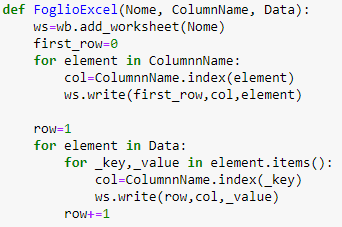 def FoglioExcel(Nome, ColumnName, Data):
    ws=wb.add_worksheet(Nome)
    first_row=0
    for element in ColumnnName:
        col=ColumnnName.index(element)
        ws.write(first_row,col,element)

    row=1
    for element in Data:
        for _key,_value in element.items():
            col=ColumnnName.index(_key)
            ws.write(row,col,_value)
        row+=1